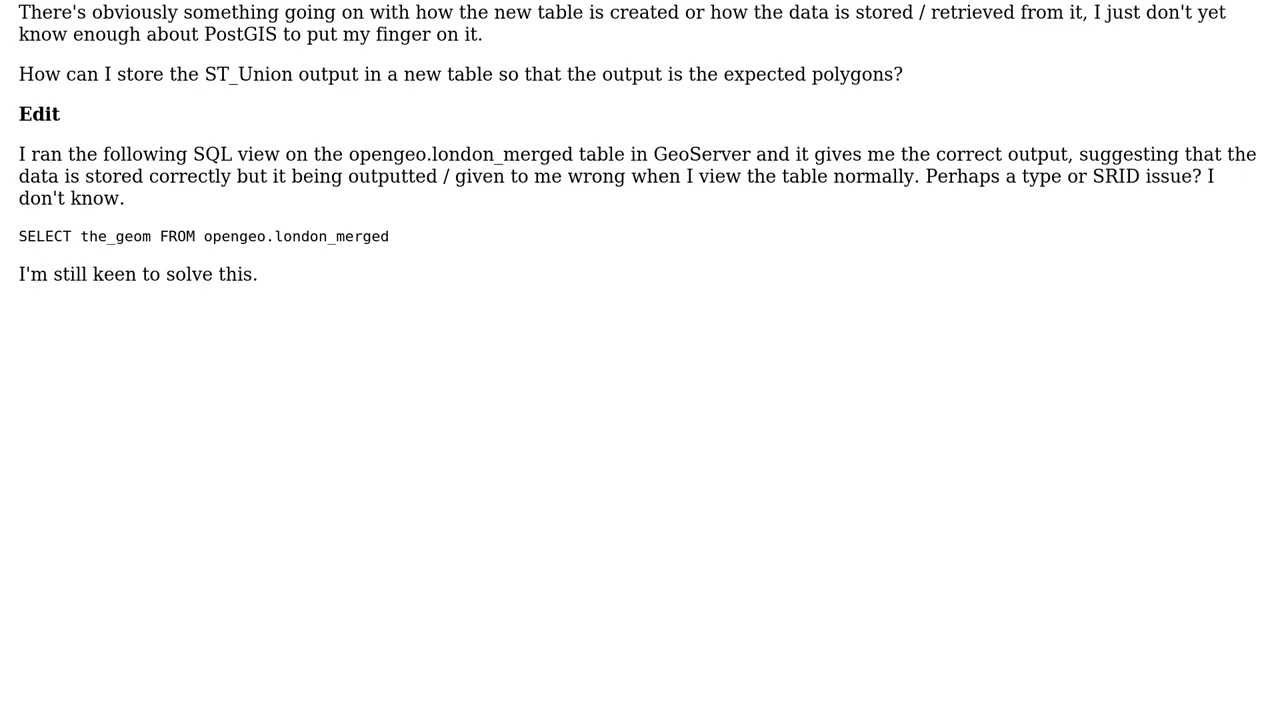 There's obviously something going on with how the new table is created or how the data is stored / retrieved from it, I just don't yet
know enough about PostGIS to put my finger on it.
How can I store the ST_Union output in a new table so that the output is the expected polygons?
Edit
I ran the following SQL view on the opengeo.london_merged table in GeoServer and it gives me the correct output, suggesting that the
data is stored correctly but it being outputted / given to me wrong when I view the table normally. Perhaps a type or SRID issue? I
don't know.
SELECT the_geom FROM opengeo.london_merged
I'm still keen to solve this.